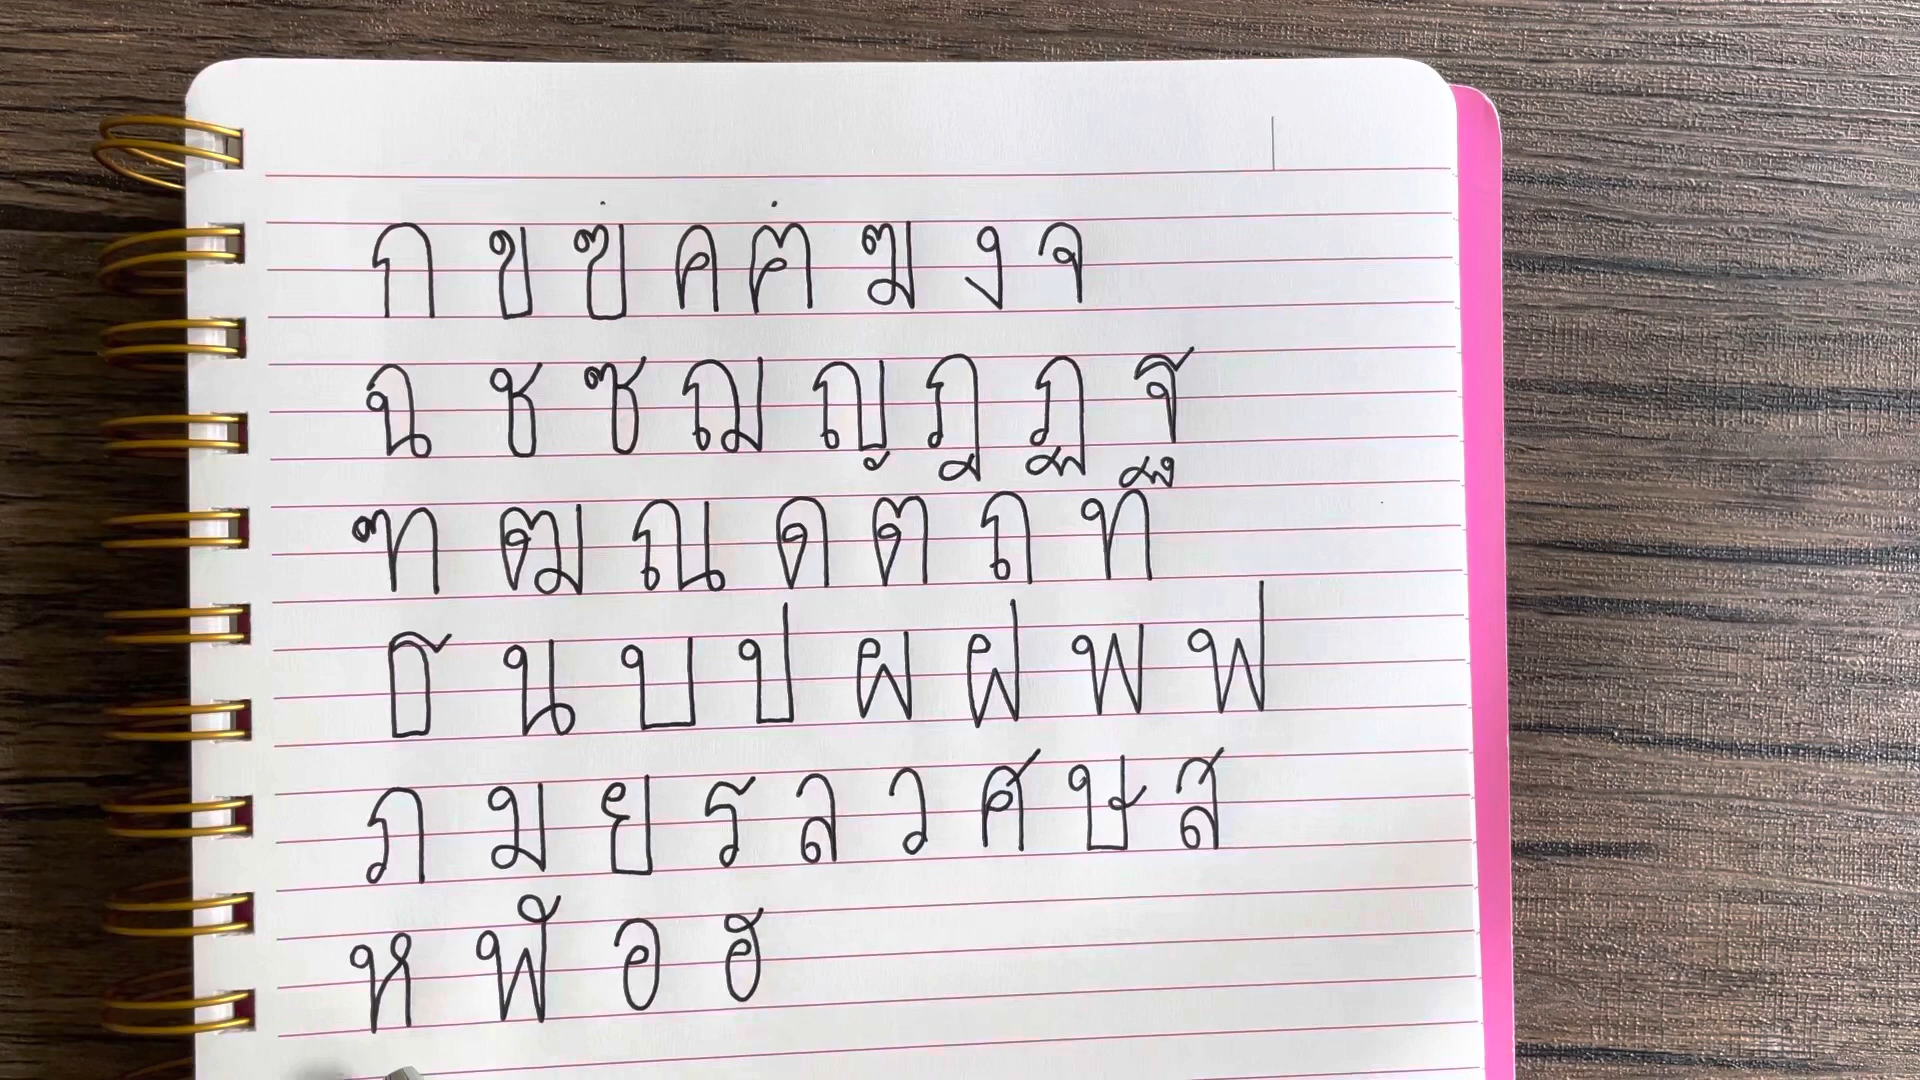 ก ข ฃ ค ฅ ฆ ง จ
ฉ ช ซ ฌ ญ ฎ ฏ ฐ
ฑ ฒ ณ ด ต ถ ท
ธ น บ ป ผ ฝ พ ฟ
ภ ม ย ร ล ว ศ ษ ส
ห ฬ อ ฮ